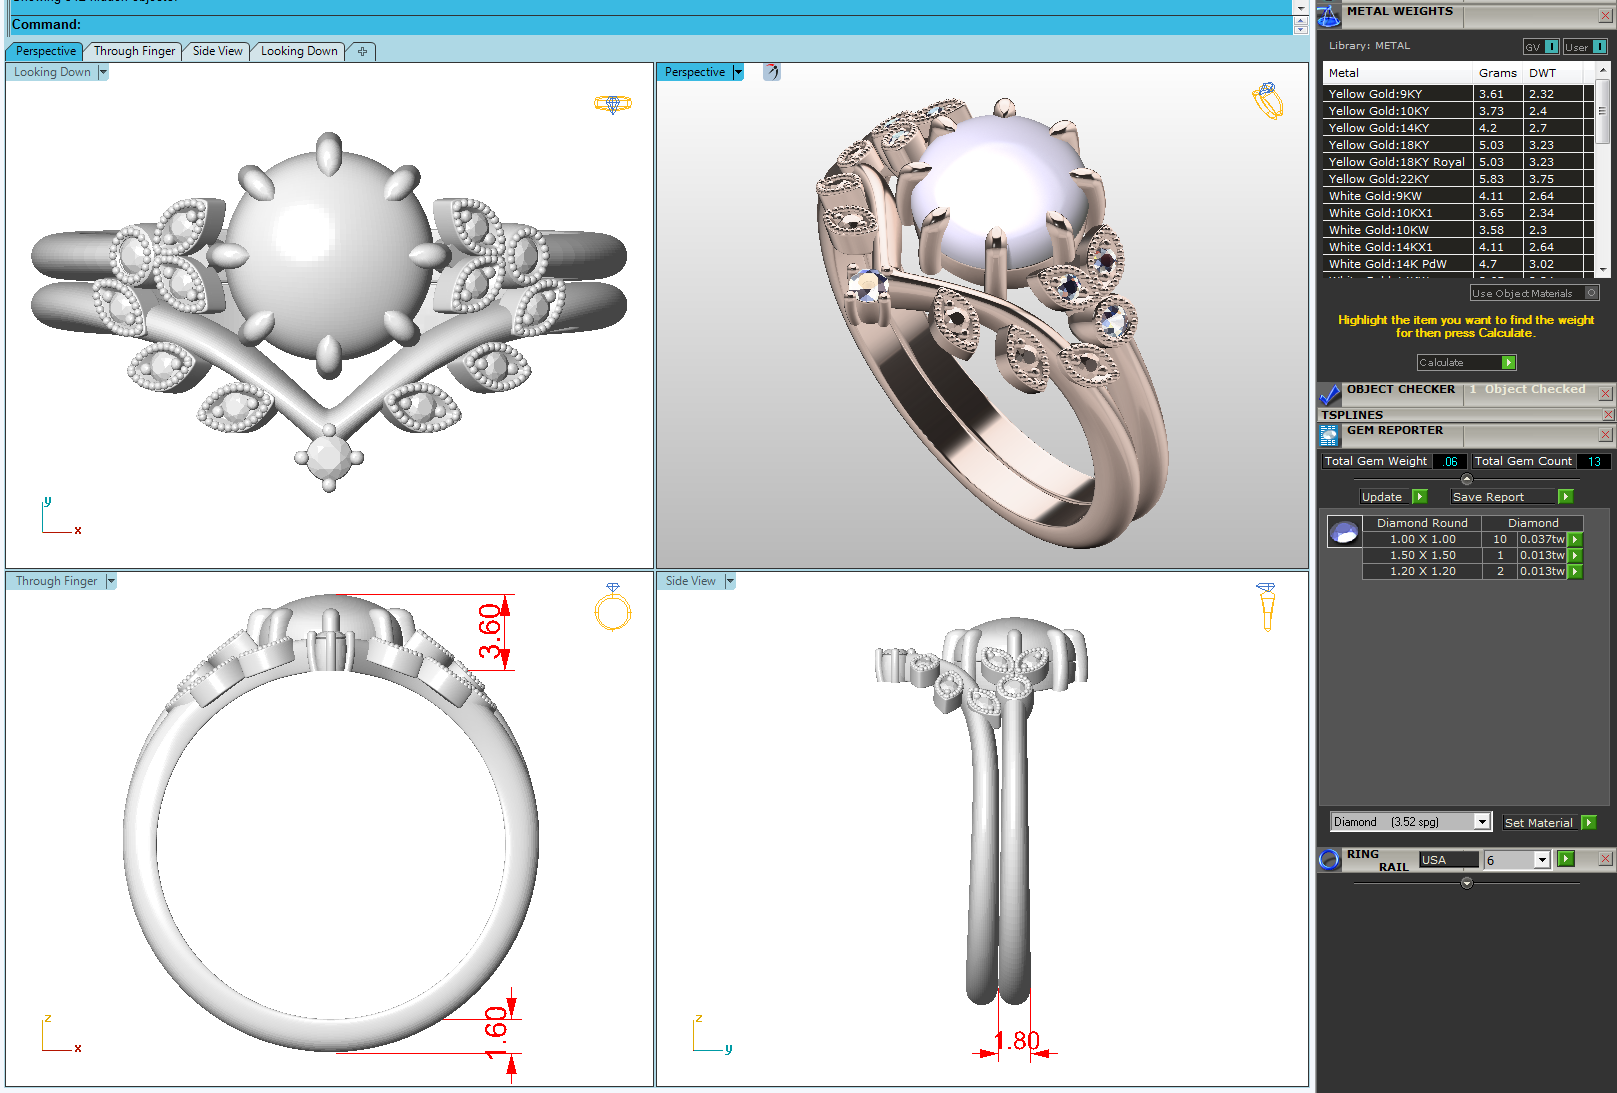 Showing 342 hidden objects.
Command:
Perspective
Through Finger
Side View
Looking Down
Looking Down
Perspective
y
x
Through Finger
3.60
1.60
z
x
Side View
1.80
z
y
METAL WEIGHTS
Library: METAL
GV I User I
Metal Grams DWT
Yellow Gold:9KY 3.61 2.32
Yellow Gold:10KY 3.73 2.4
Yellow Gold:14KY 4.2 2.7
Yellow Gold:18KY 5.03 3.23
Yellow Gold:18KY Royal 5.03 3.23
Yellow Gold:22KY 5.83 3.75
White Gold:9KW 4.11 2.64
White Gold:10KX1 3.65 2.34
White Gold:10KW 3.58 2.3
White Gold:14KX1 4.11 2.64
White Gold:14K PdW 4.7 3.02
Use Object Materials O
Highlight the item you want to find the weight
for then press Calculate.
Calculate
OBJECT CHECKER 1 Object Checked
TSPLINES
GEM REPORTER
Total Gem Weight .06 Total Gem Count 13
Update Save Report
Diamond Round Diamond
1.00 X 1.00 10 0.037tw
1.50 X 1.50 1 0.013tw
1.20 X 1.20 2 0.013tw
Diamond (3.52 spg) Set Material
RING RAIL USA 6